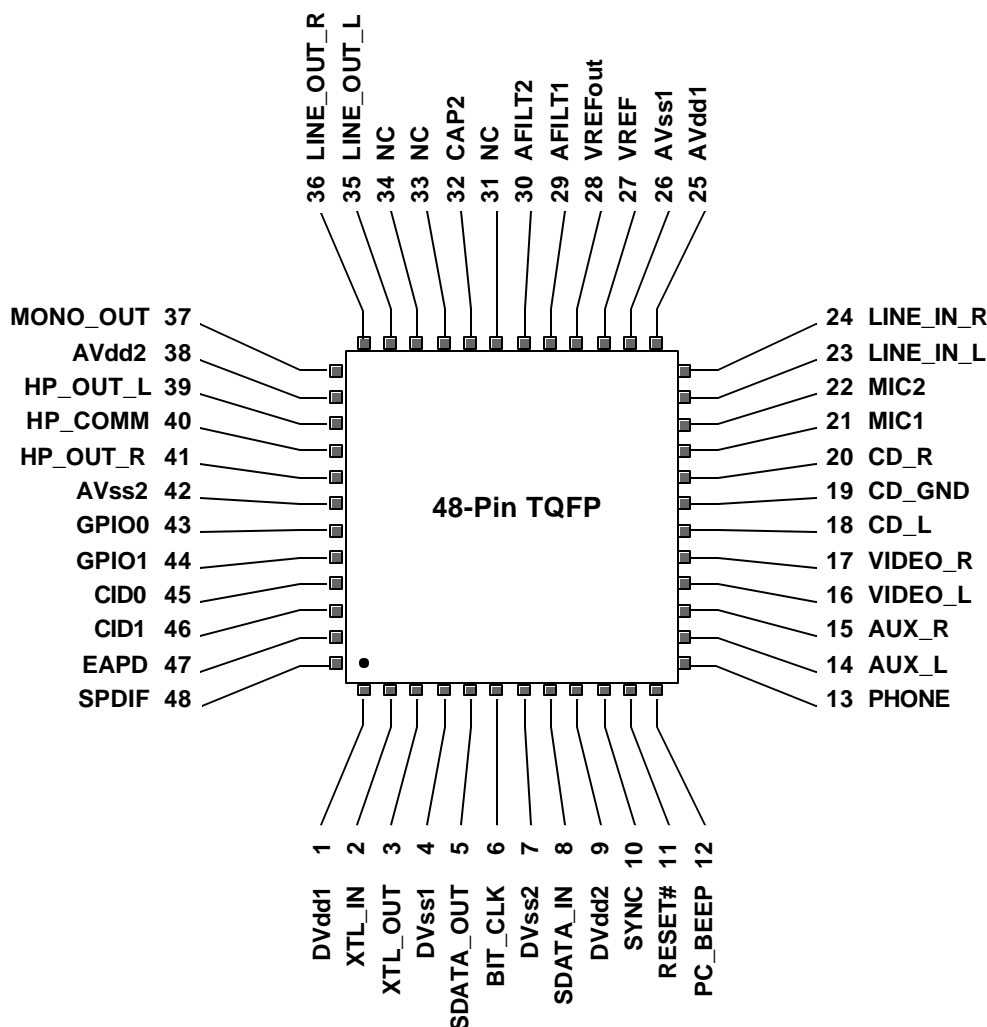 36 LINE_OUT_R
35 LINE_OUT_L
34 NC
33 NC
32 CAP2
31 NC
30 AFILT2
29 AFILT1
28 VREFout
27 VREF
26 AVss1
25 AVdd1
MONO_OUT 37
AVdd2 38
HP_OUT_L 39
HP_COMM 40
HP_OUT_R 41
AVss2 42
GPIO0 43
GPIO1 44
CID0 45
CID1 46
EAPD 47
SPDIF 48
48-Pin TQFP
24 LINE_IN_R
23 LINE_IN_L
22 MIC2
21 MIC1
20 CD_R
19 CD_GND
18 CD_L
17 VIDEO_R
16 VIDEO_L
15 AUX_R
14 AUX_L
13 PHONE
DVdd1 1
XTL_IN 2
XTL_OUT 3
DVss1 4
SDATA_OUT 5
BIT_CLK 6
DVss2 7
SDATA_IN 8
DVdd2 9
SYNC 10
RESET# 11
PC_BEEP 12